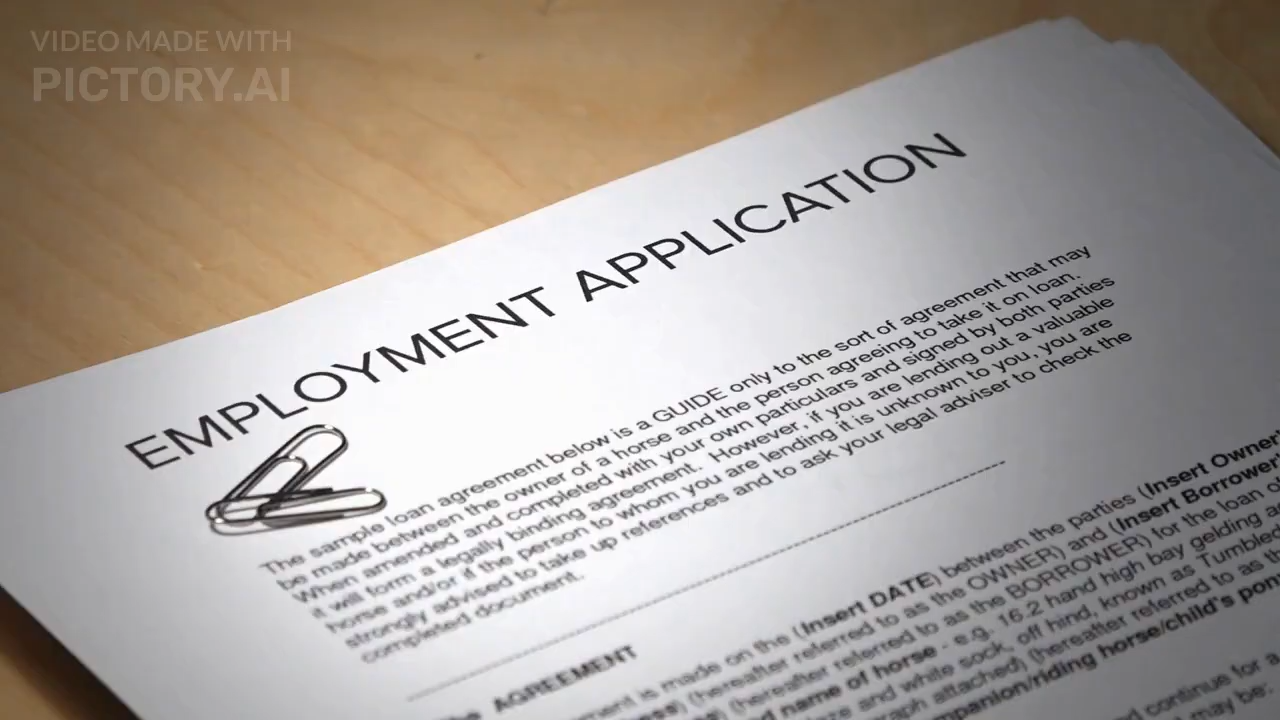 VIDEO MADE WITH
PICTORY.AI
EMPLOYMENT APPLICATION
The sample loan agreement below is a GUIDE only to the sort of agreement that may
be made between the owner of a horse and the person agreeing to take it on loan.
When amended and completed with your own particulars and signed by both parties
it will form a legally binding agreement. However, if you are lending out a valuable
horse and/or if the person to whom you are lending it is unknown to you, you are
strongly advised to take up references and to ask your legal adviser to check the
completed document.
AGREEMENT
is made on the (Insert DATE) between the parties (Insert Owner
(hereafter referred to as the OWNER) and (Insert Borrower
(hereafter referred to as the BORROWER) for the loan of
name of horse - e.g. 16.2 hand high bay gelding
and white sock, off hind, known as Tumbled
attached) (hereafter referred to as
riding horse/child's
continue for a
may be